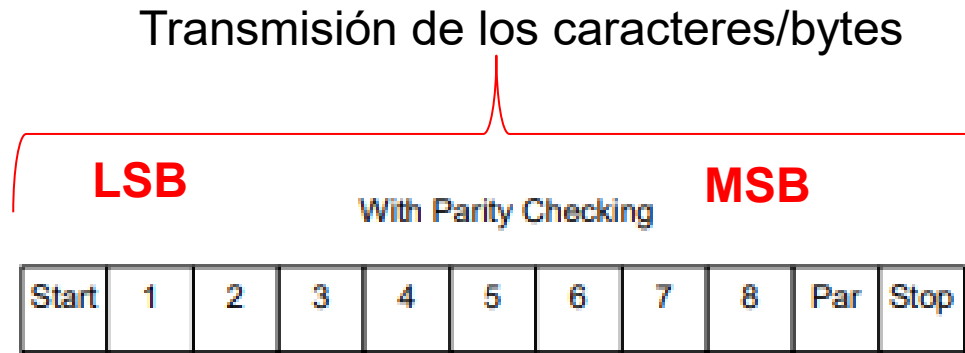 Transmisión de los caracteres/bytes
LSB MSB
With Parity Checking
Start 1 2 3 4 5 6 7 8 Par Stop